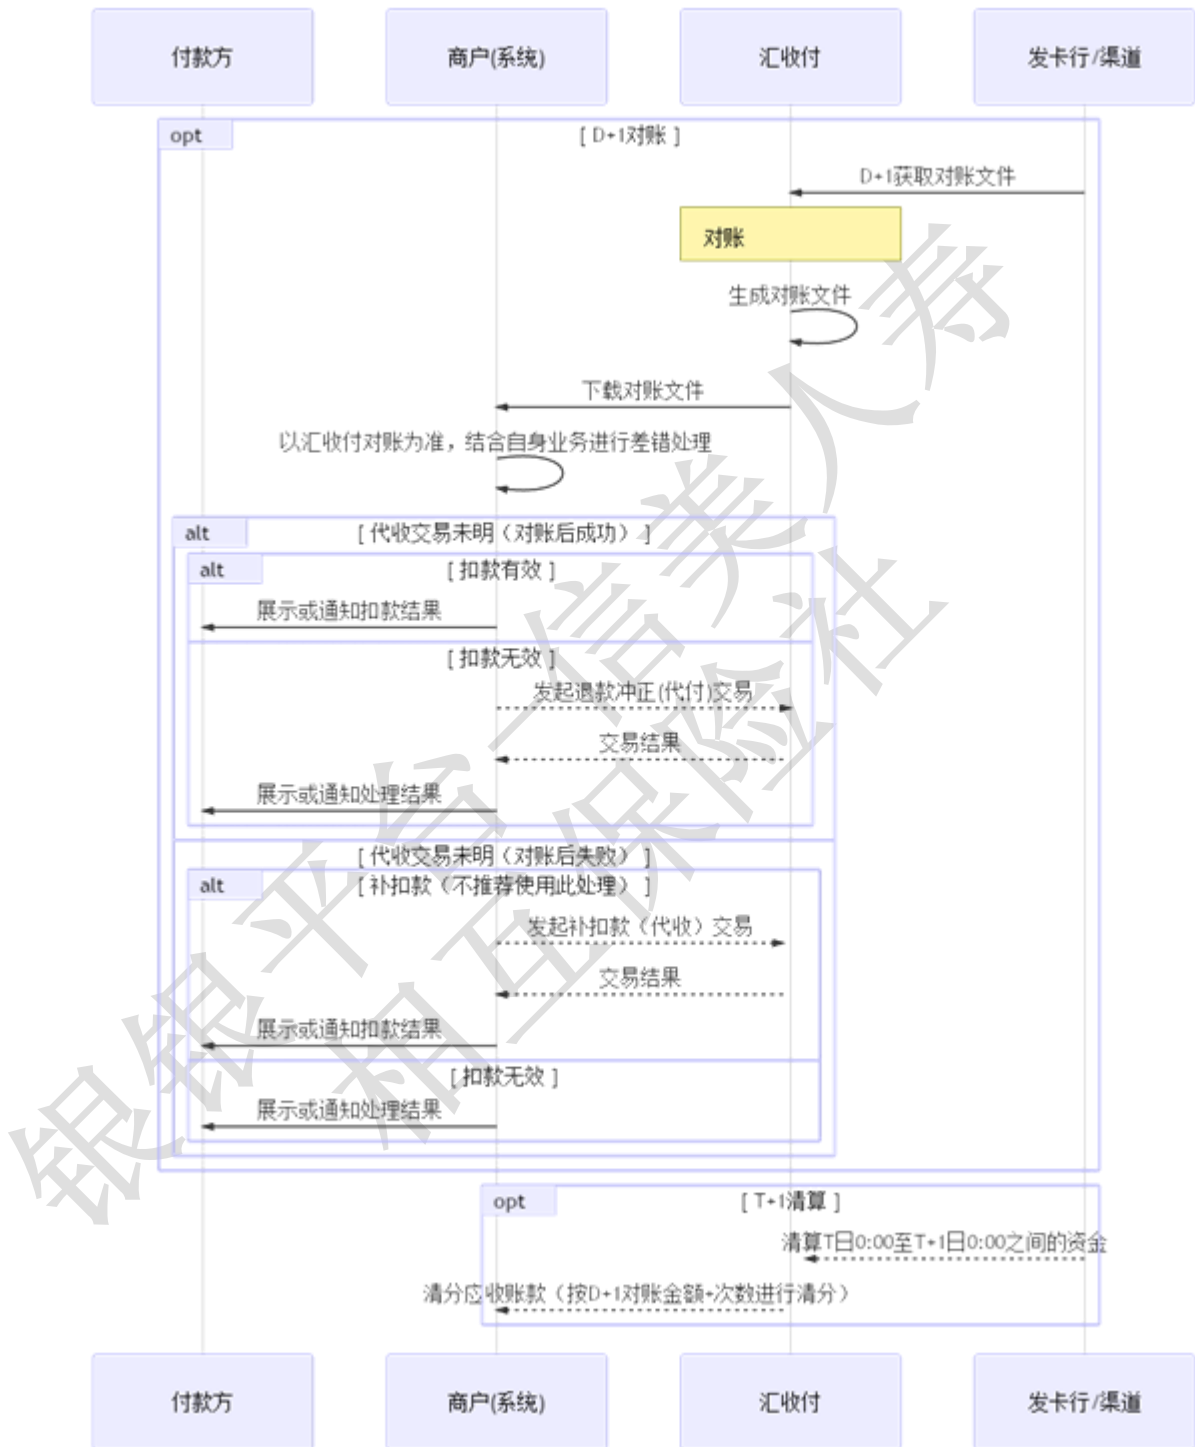 付款方 商户(系统) 汇收付 发卡行/渠道
opt [ D+1对账 ]
D+1获取对账文件
对账
生成对账文件
下载对账文件
以汇收付对账为准，结合自身业务进行差错处理
alt [ 代收交易未明（对账后成功） ]
alt [ 扣款有效 ]
展示或通知扣款结果
[ 扣款无效 ]
发起退款冲正(代付)交易
交易结果
展示或通知处理结果
[ 代收交易未明（对账后失败） ]
alt [ 补扣款（不推荐使用此处理） ]
发起补扣款（代收）交易
交易结果
展示或通知扣款结果
[ 扣款无效 ]
展示或通知处理结果
opt [ T+1清算 ]
清算T日0:00至T+1日0:00之间的资金
清分应收账款（按D+1对账金额+次数进行清分）
付款方 商户(系统) 汇收付 发卡行/渠道
银银平台—信美人寿
相互保险社